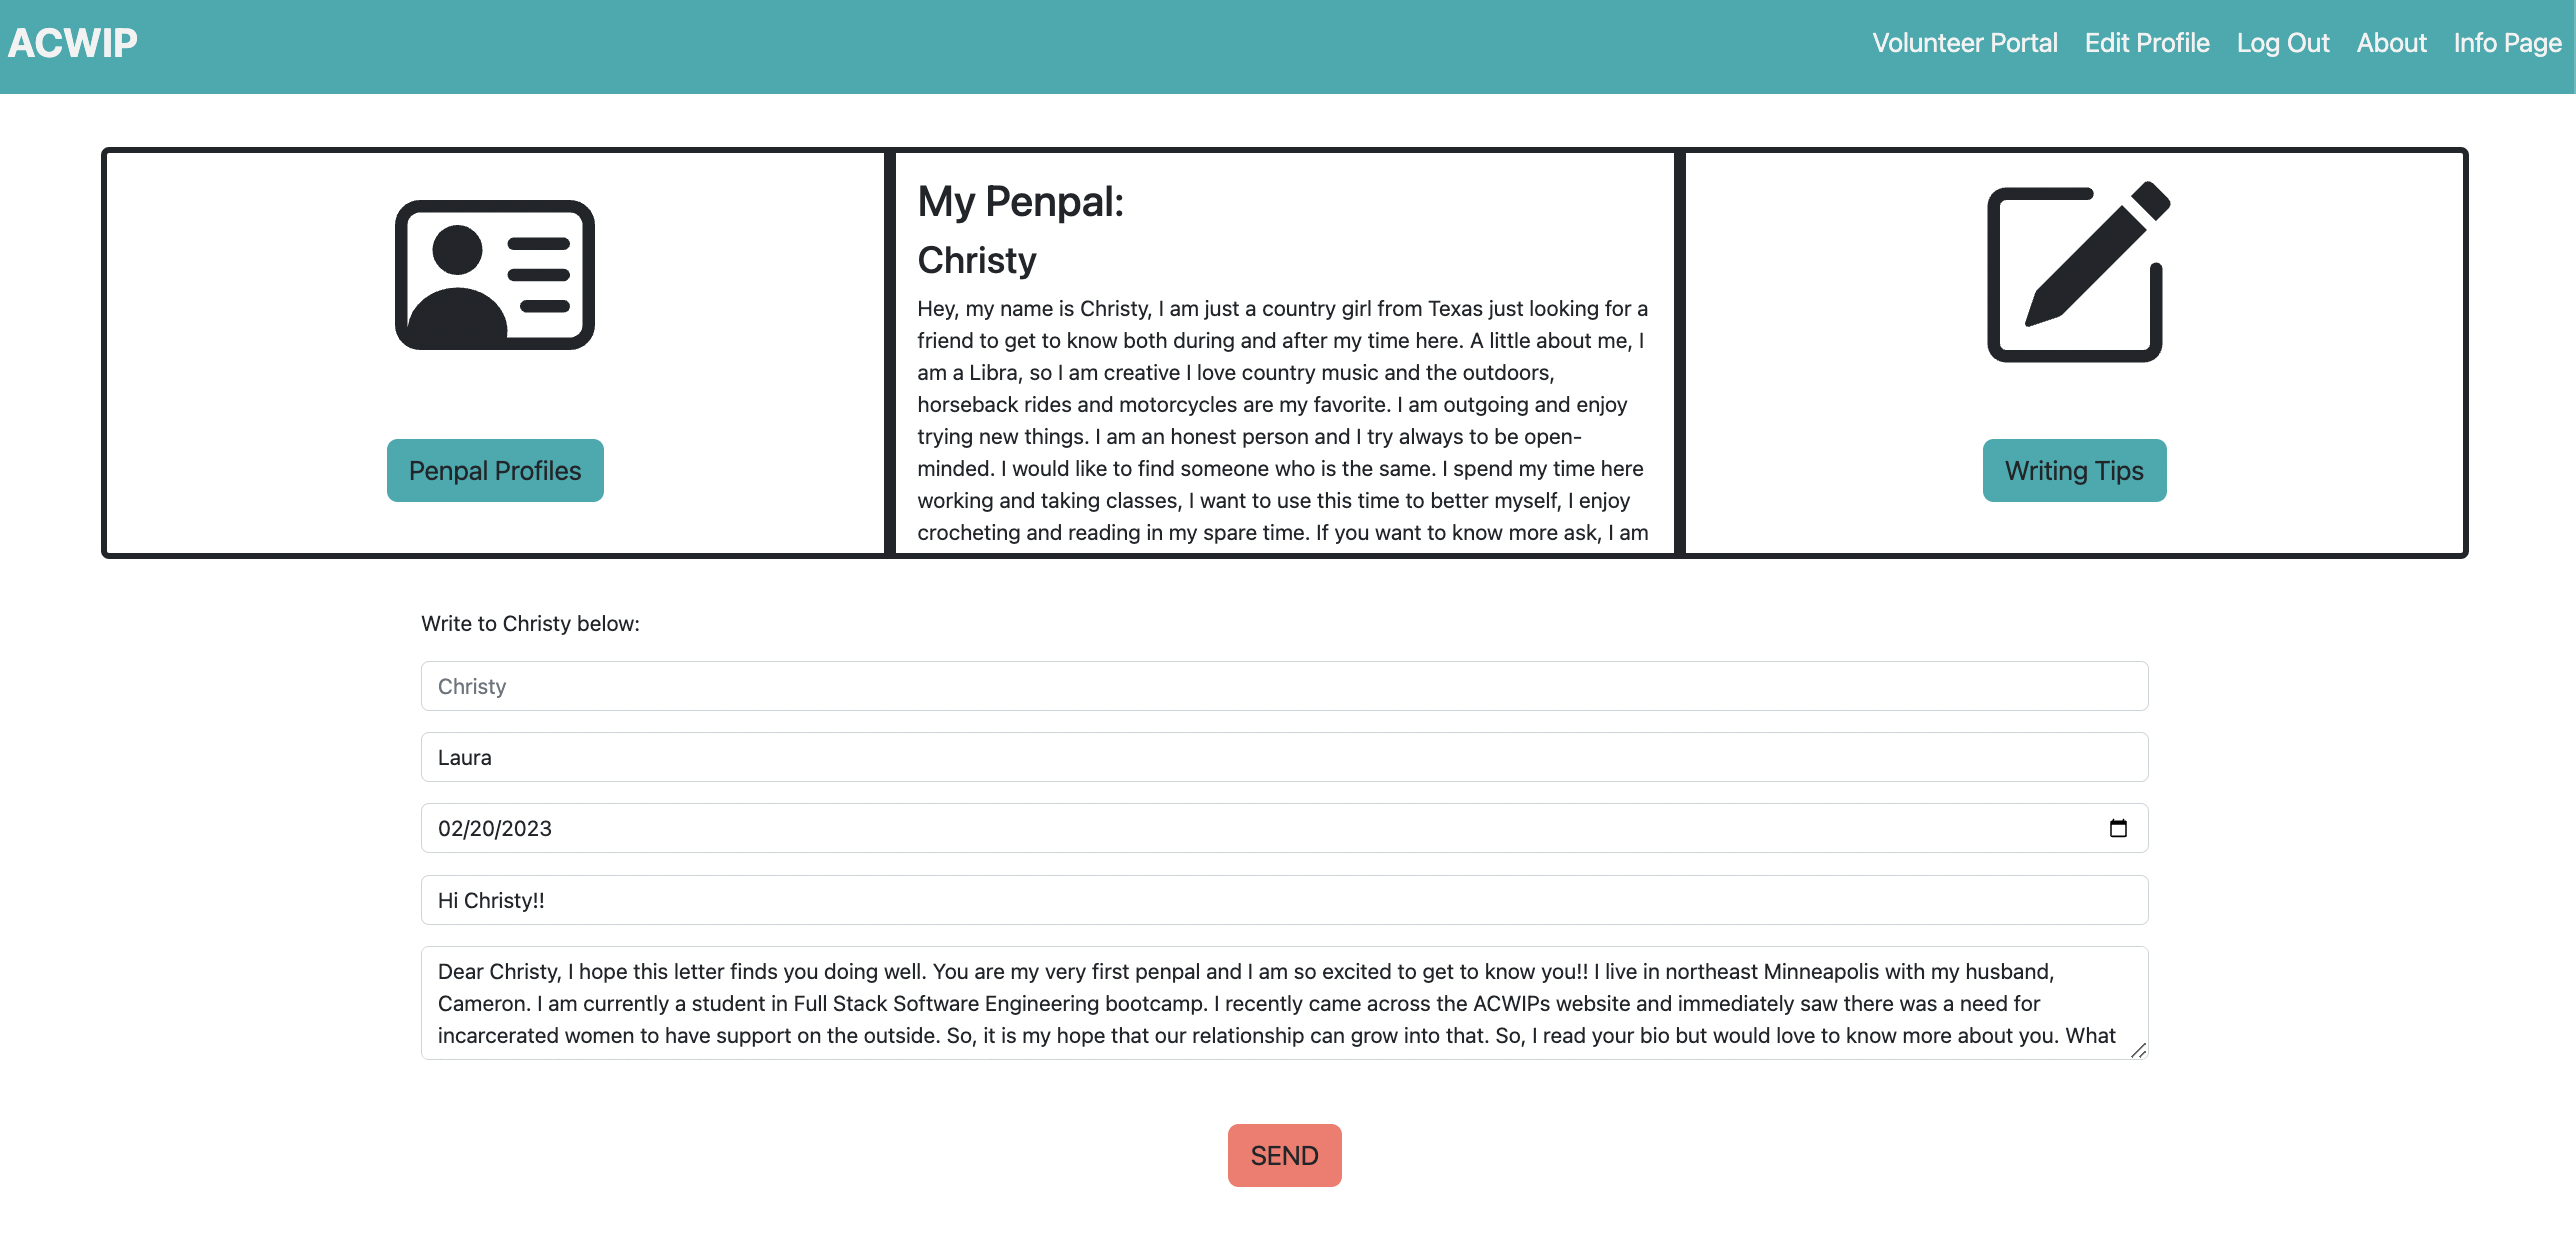 ACWIP
Volunteer Portal Edit Profile Log Out About Info Page
Penpal Profiles
My Penpal:
Christy
Hey, my name is Christy, I am just a country girl from Texas just looking for a
friend to get to know both during and after my time here. A little about me, I
am a Libra, so I am creative I love country music and the outdoors,
horseback rides and motorcycles are my favorite. I am outgoing and enjoy
trying new things. I am an honest person and I try always to be open-
minded. I would like to find someone who is the same. I spend my time here
working and taking classes, I want to use this time to better myself, I enjoy
crocheting and reading in my spare time. If you want to know more ask, I am
Writing Tips
Write to Christy below:
Christy
Laura
02/20/2023
Hi Christy!!
Dear Christy, I hope this letter finds you doing well. You are my very first penpal and I am so excited to get to know you!! I live in northeast Minneapolis with my husband,
Cameron. I am currently a student in Full Stack Software Engineering bootcamp. I recently came across the ACWIPs website and immediately saw there was a need for
incarcerated women to have support on the outside. So, it is my hope that our relationship can grow into that. So, I read your bio but would love to know more about you. What
SEND